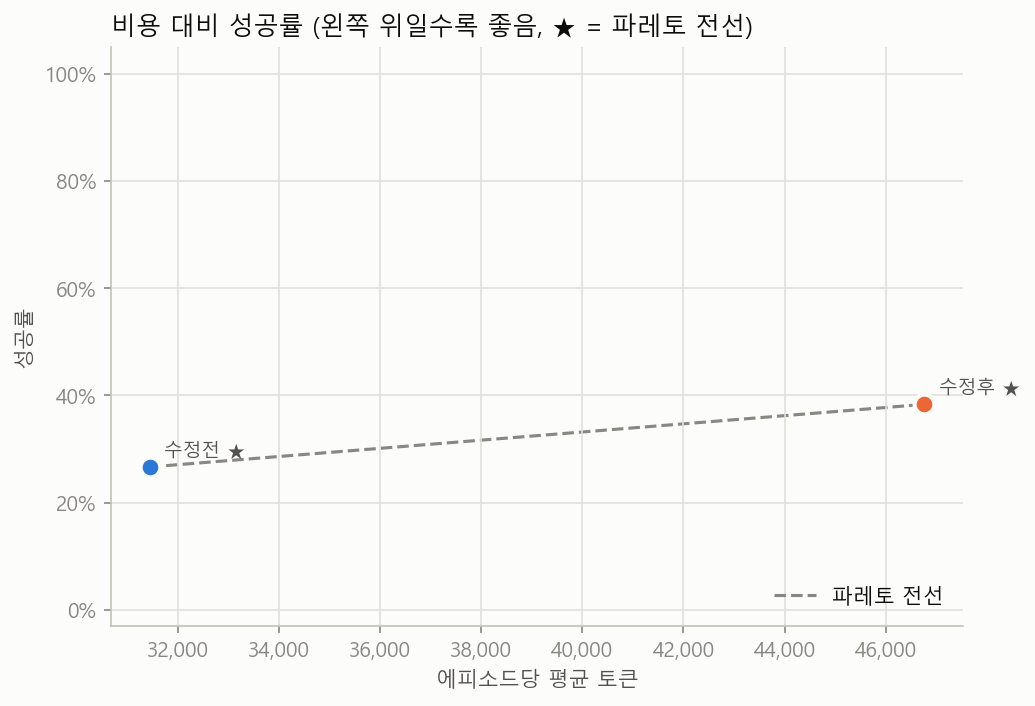 비용 대비 성공률 (왼쪽 위일수록 좋음, ★ = 파레토 전선)
100%
80%
60%
40%
20%
0%
성공률
수정전 ★
수정후 ★
파레토 전선
32,000
34,000
36,000
38,000
40,000
42,000
44,000
46,000
에피소드당 평균 토큰